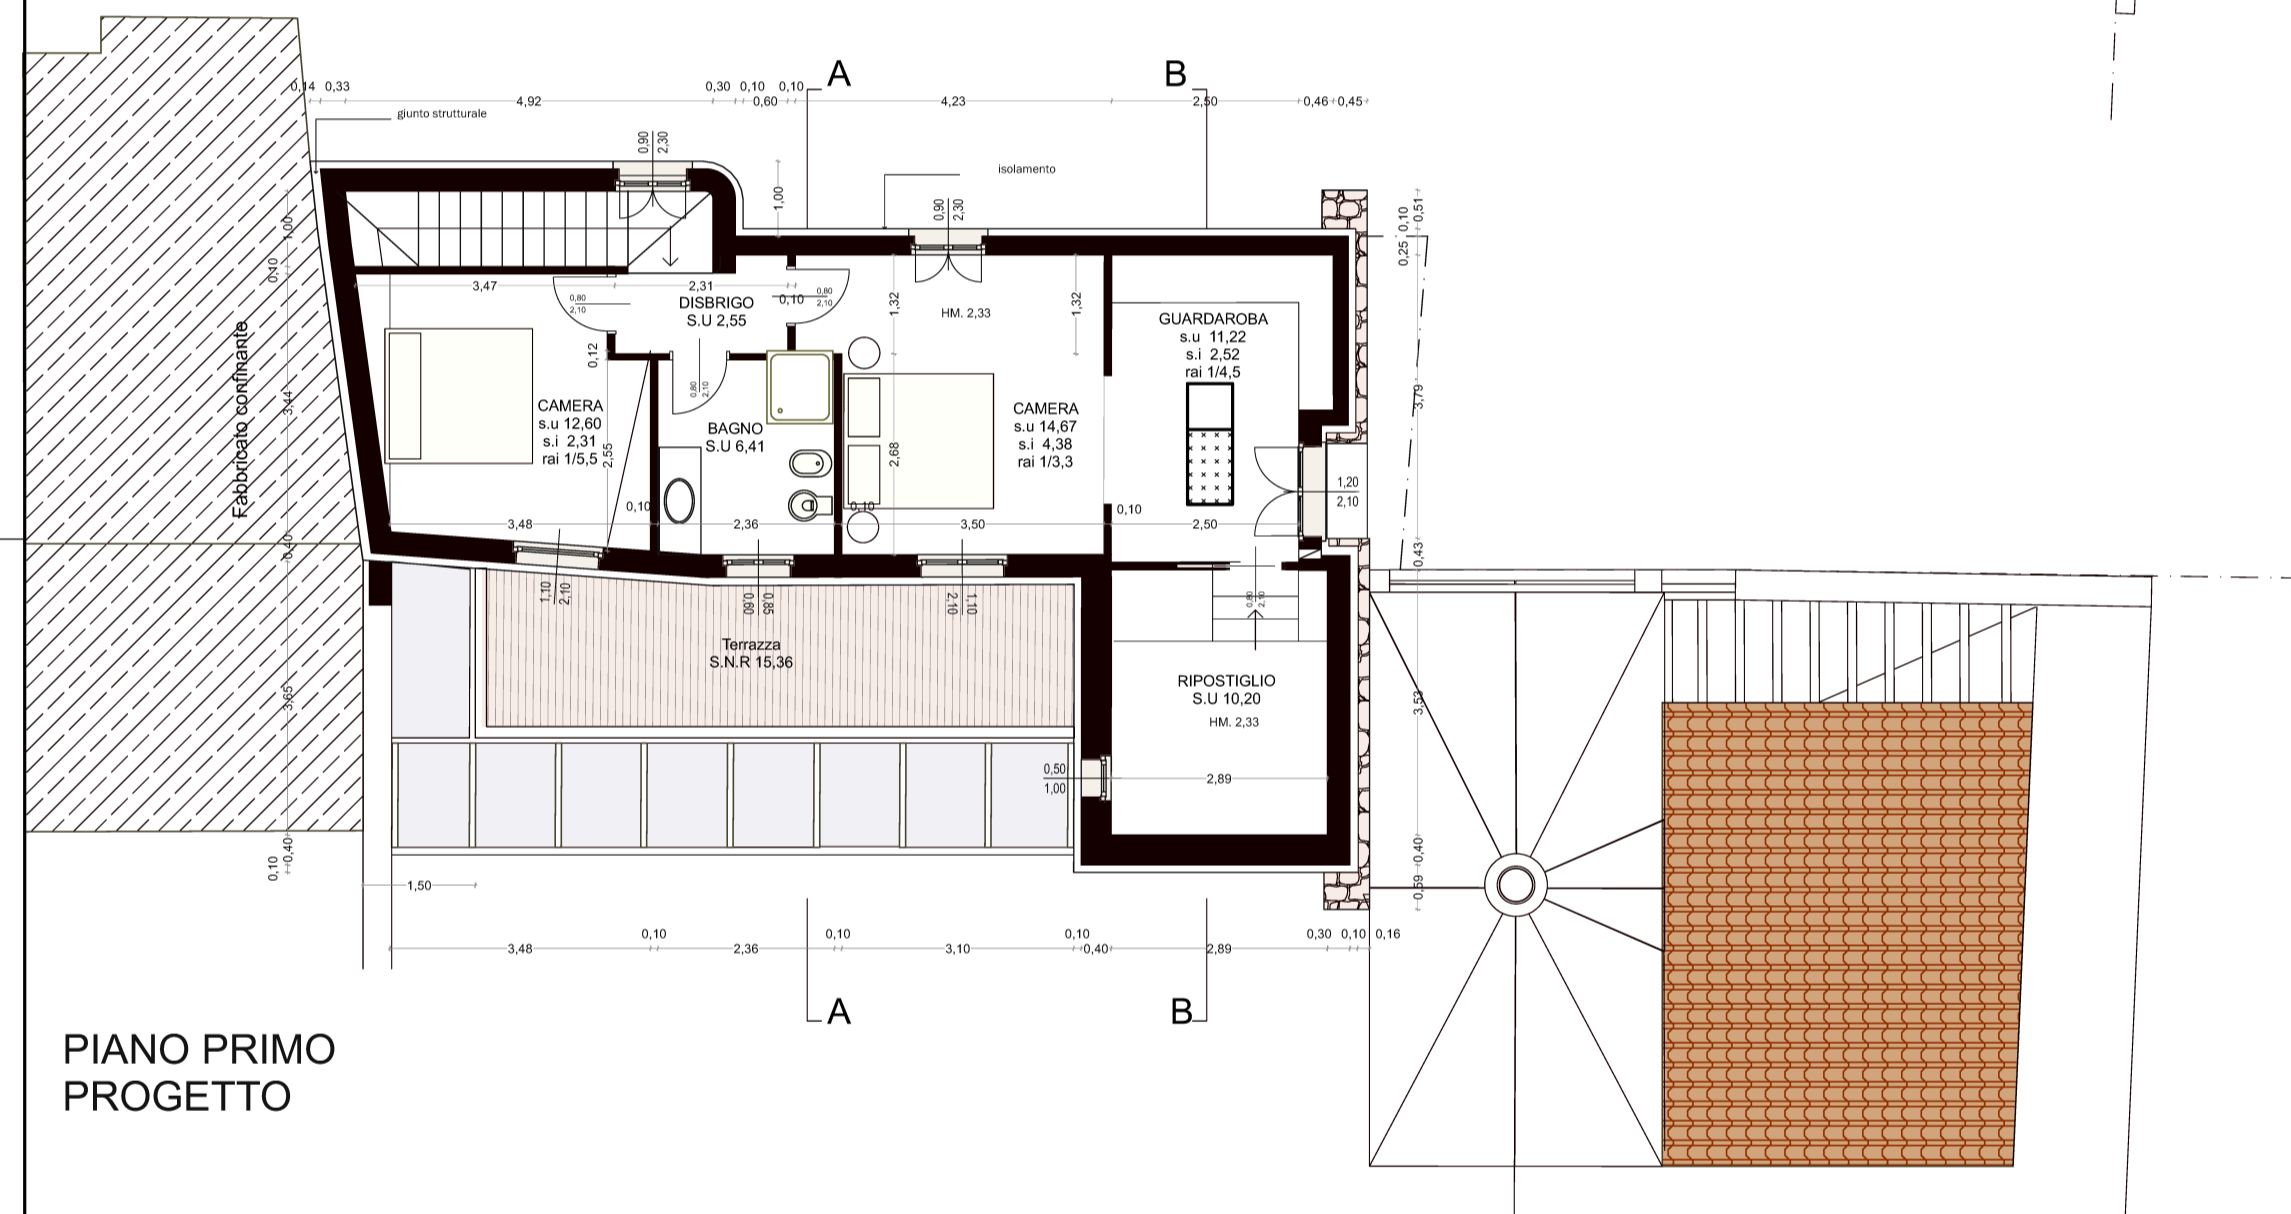 A
B
0,14
0,33
4,92
0,30
0,10
0,60
0,10
4,23
2,50
0,46
0,45
giunto strutturale
isolamento
0,90
2,30
0,90
2,30
1,00
1,00
0,10
3,44
0,40
3,65
0,40
0,10
Fabbricato confinante
3,47
2,31
0,10
0,80
2,10
0,80
2,10
DISBRIGO
S.U 2,55
0,12
1,32
HM. 2,33
1,32
GUARDAROBA
s.u 11,22
s.i 2,52
rai 1/4,5
0,10
0,51
0,25
3,79
CAMERA
s.u 12,60
s.i 2,31
rai 1/5,5
2,55
0,80
2,10
BAGNO
S.U 6,41
2,68
CAMERA
s.u 14,67
s.i 4,38
rai 1/3,3
1,20
2,10
3,48
0,10
2,36
0,10
3,50
0,10
2,50
0,43
1,10
2,10
0,60
0,85
2,10
1,10
0,80
2,10
Terrazza
S.N.R 15,36
RIPOSTIGLIO
S.U 10,20
HM. 2,33
3,53
0,50
1,00
2,89
0,40
0,59
1,50
3,48
0,10
2,36
0,10
3,10
0,10
0,40
2,89
0,30
0,10
0,16
A
B
PIANO PRIMO
PROGETTO